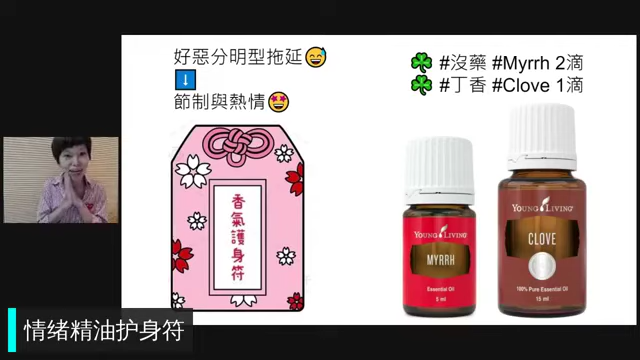 好惡分明型拖延
節制與熱情
香氣護身符
#沒藥 #Myrrh 2滴
#丁香 #Clove 1滴
YOUNG LIVING
MYRRH
Essential Oil
5 ml
YOUNG LIVING
CLOVE
100% Pure Essential Oil
15 ml
情绪精油护身符